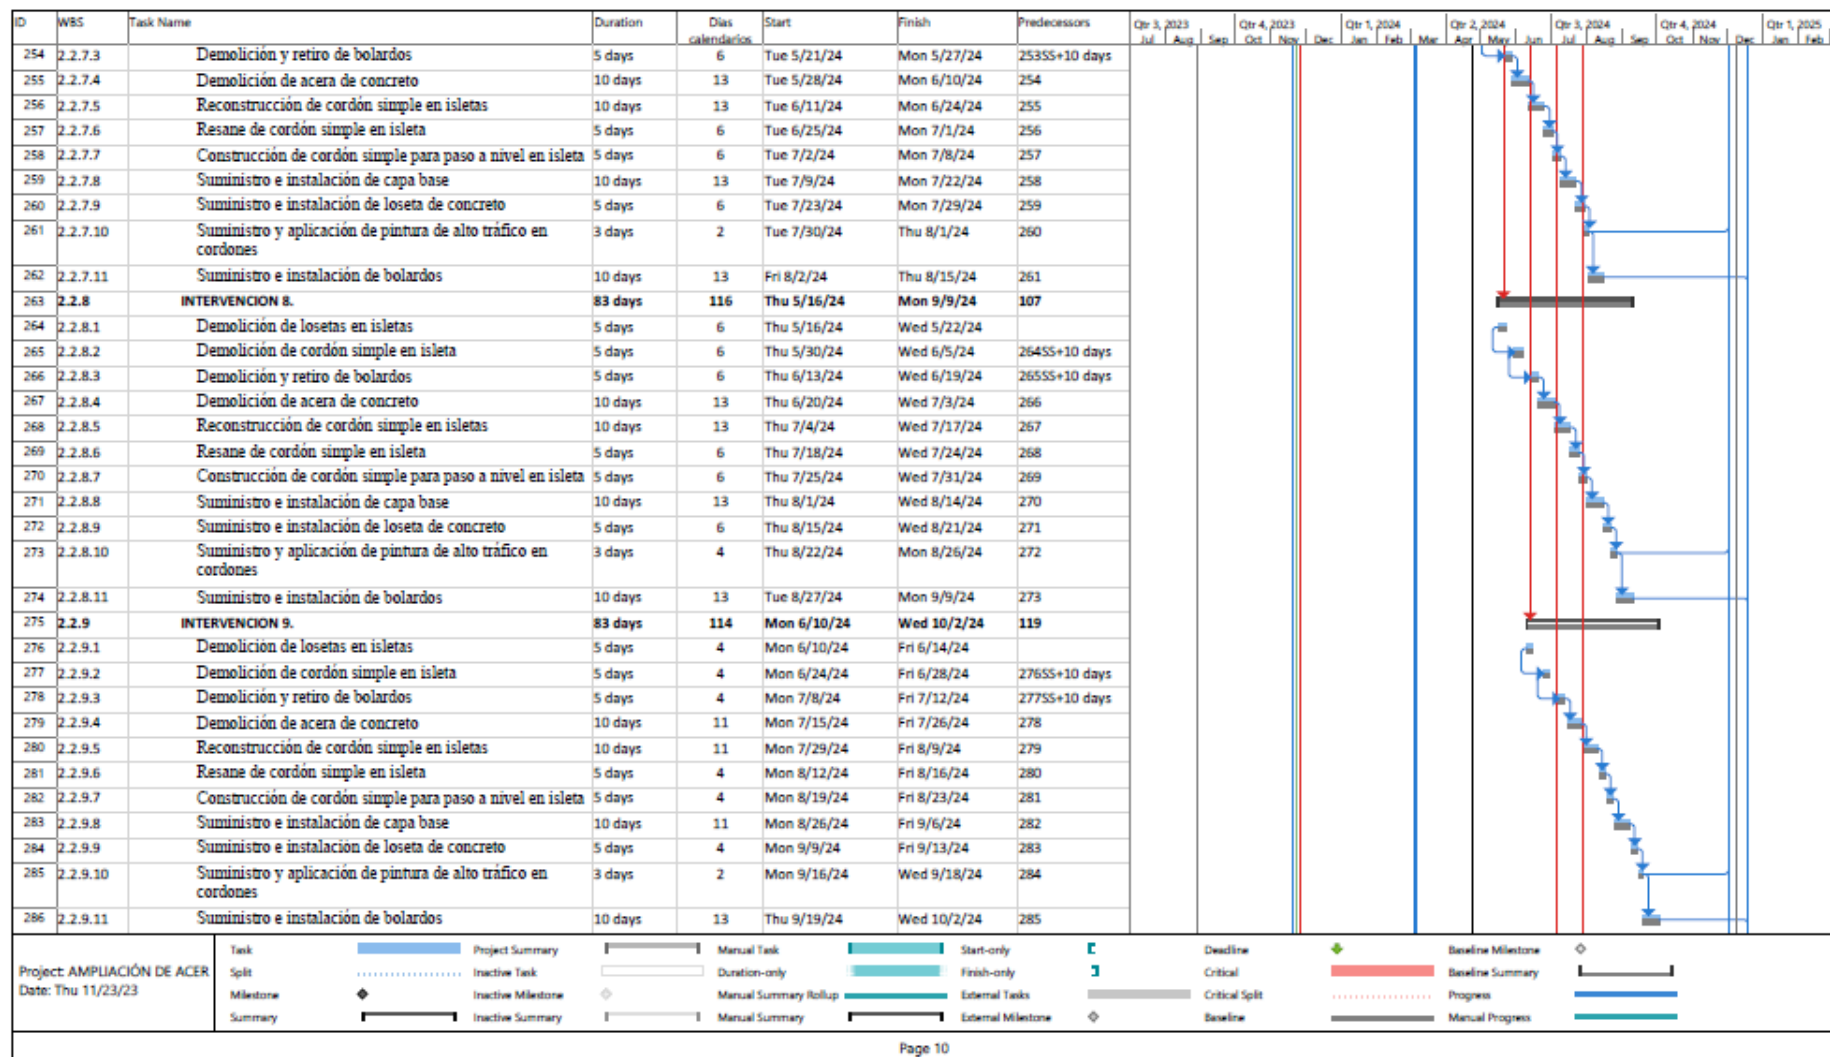 ID WBS Task Name Duration Dias Start Finish Predecessors Qtr 3, 2023 Qtr 4, 2023 Qtr 1, 2024 Qtr 2, 2024 Qtr 3, 2024 Qtr 4, 2024 Qtr 1, 2025
calendarios Jul Aug Sep Oct Nov Dec Jan Feb Mar Apr May Jun Jul Aug Sep Oct Nov Dec Jan Feb
254 2.2.7.3 Demolición y retiro de bolardos 5 days 6 Tue 5/21/24 Mon 5/27/24 253SS+10 days
255 2.2.7.4 Demolición de acera de concreto 10 days 13 Tue 5/28/24 Mon 6/10/24 254
256 2.2.7.5 Reconstrucción de cordón simple en isletas 10 days 13 Tue 6/11/24 Mon 6/24/24 255
257 2.2.7.6 Resane de cordón simple en isleta 5 days 6 Tue 6/25/24 Mon 7/1/24 256
258 2.2.7.7 Construcción de cordón simple para paso a nivel en isleta 5 days 6 Tue 7/2/24 Mon 7/8/24 257
259 2.2.7.8 Suministro e instalación de capa base 10 days 13 Tue 7/9/24 Mon 7/22/24 258
260 2.2.7.9 Suministro e instalación de loseta de concreto 5 days 6 Tue 7/23/24 Mon 7/29/24 259
261 2.2.7.10 Suministro y aplicación de pintura de alto tráfico en 3 days 2 Tue 7/30/24 Thu 8/1/24 260
cordones
262 2.2.7.11 Suministro e instalación de bolardos 10 days 13 Fri 8/2/24 Thu 8/15/24 261
263 2.2.8 INTERVENCION 8. 83 days 116 Thu 5/16/24 Mon 9/9/24 107
264 2.2.8.1 Demolición de losetas en isletas 5 days 6 Thu 5/16/24 Wed 5/22/24
265 2.2.8.2 Demolición de cordón simple en isleta 5 days 6 Thu 5/30/24 Wed 6/5/24 264SS+10 days
266 2.2.8.3 Demolición y retiro de bolardos 5 days 6 Thu 6/13/24 Wed 6/19/24 265SS+10 days
267 2.2.8.4 Demolición de acera de concreto 10 days 13 Thu 6/20/24 Wed 7/3/24 266
268 2.2.8.5 Reconstrucción de cordón simple en isletas 10 days 13 Thu 7/4/24 Wed 7/17/24 267
269 2.2.8.6 Resane de cordón simple en isleta 5 days 6 Thu 7/18/24 Wed 7/24/24 268
270 2.2.8.7 Construcción de cordón simple para paso a nivel en isleta 5 days 6 Thu 7/25/24 Wed 7/31/24 269
271 2.2.8.8 Suministro e instalación de capa base 10 days 13 Thu 8/1/24 Wed 8/14/24 270
272 2.2.8.9 Suministro e instalación de loseta de concreto 5 days 6 Thu 8/15/24 Wed 8/21/24 271
273 2.2.8.10 Suministro y aplicación de pintura de alto tráfico en 3 days 4 Thu 8/22/24 Mon 8/26/24 272
cordones
274 2.2.8.11 Suministro e instalación de bolardos 10 days 13 Tue 8/27/24 Mon 9/9/24 273
275 2.2.9 INTERVENCION 9. 83 days 114 Mon 6/10/24 Wed 10/2/24 119
276 2.2.9.1 Demolición de losetas en isletas 5 days 4 Mon 6/10/24 Fri 6/14/24
277 2.2.9.2 Demolición de cordón simple en isleta 5 days 4 Mon 6/24/24 Fri 6/28/24 276SS+10 days
278 2.2.9.3 Demolición y retiro de bolardos 5 days 4 Mon 7/8/24 Fri 7/12/24 277SS+10 days
279 2.2.9.4 Demolición de acera de concreto 10 days 11 Mon 7/15/24 Fri 7/26/24 278
280 2.2.9.5 Reconstrucción de cordón simple en isletas 10 days 11 Mon 7/29/24 Fri 8/9/24 279
281 2.2.9.6 Resane de cordón simple en isleta 5 days 4 Mon 8/12/24 Fri 8/16/24 280
282 2.2.9.7 Construcción de cordón simple para paso a nivel en isleta 5 days 4 Mon 8/19/24 Fri 8/23/24 281
283 2.2.9.8 Suministro e instalación de capa base 10 days 11 Mon 8/26/24 Fri 9/6/24 282
284 2.2.9.9 Suministro e instalación de loseta de concreto 5 days 4 Mon 9/9/24 Fri 9/13/24 283
285 2.2.9.10 Suministro y aplicación de pintura de alto tráfico en 3 days 2 Mon 9/16/24 Wed 9/18/24 284
cordones
286 2.2.9.11 Suministro e instalación de bolardos 10 days 13 Thu 9/19/24 Wed 10/2/24 285
Project: AMPLIACIÓN DE ACER
Date: Thu 11/23/23
Task Project Summary Manual Task Start-only Deadline Baseline Milestone
Split Inactive Task Duration-only Finish-only Critical Baseline Summary
Milestone Inactive Milestone Manual Summary Rollup External Tasks Critical Split Progress
Summary Inactive Summary Manual Summary External Milestone Baseline Manual Progress
Page 10